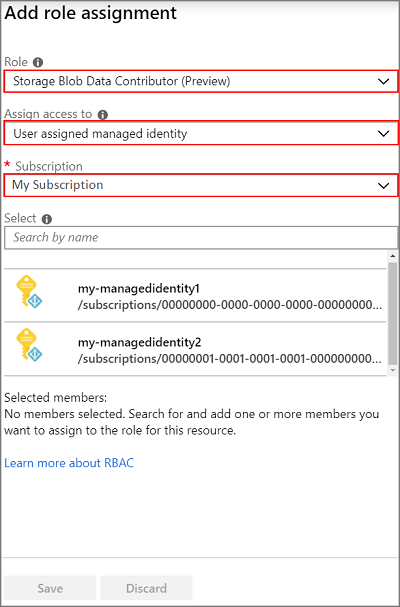 Add role assignment
Role
Storage Blob Data Contributor (Preview)
Assign access to
User assigned managed identity
* Subscription
My Subscription
Select
Search by name
my-managedidentity1
/subscriptions/00000000-0000-0000-0000-00000000...
my-managedidentity2
/subscriptions/00000001-0001-0001-0001-000000000...
Selected members:
No members selected. Search for and add one or more members you
want to assign to the role for this resource.
Learn more about RBAC
Save
Discard